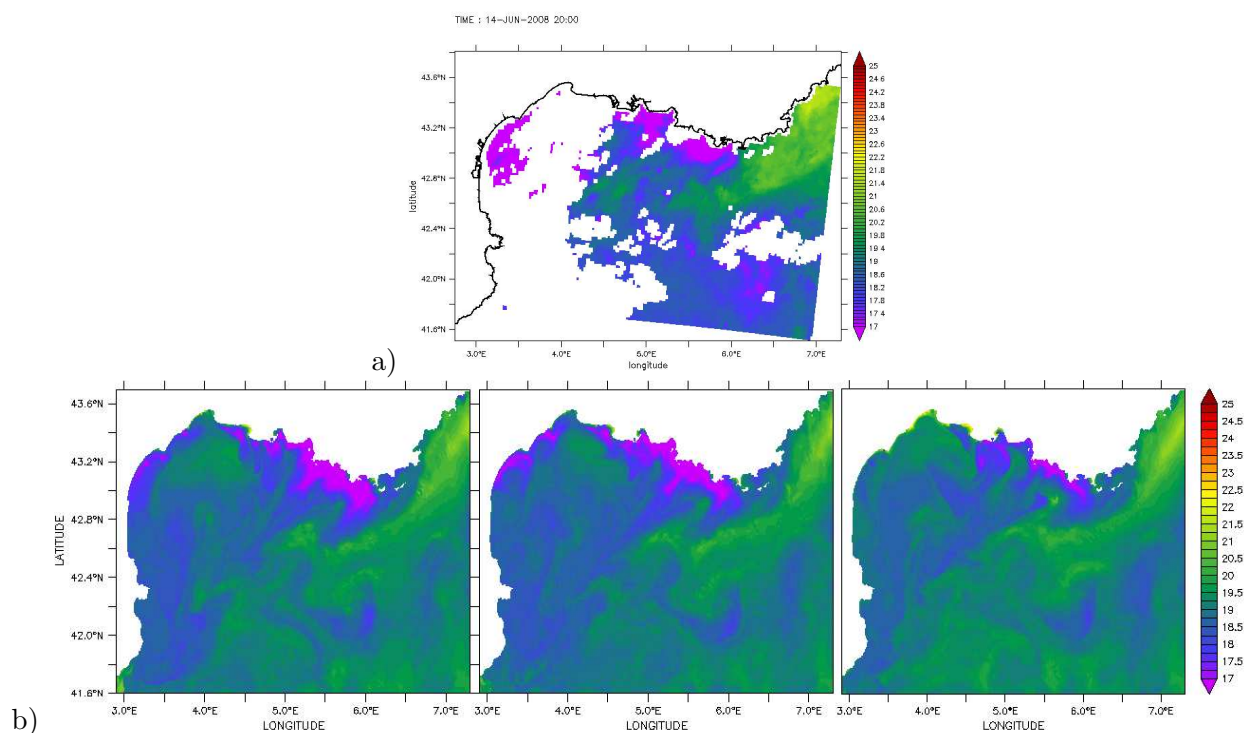 TIME : 14-JUN-2008 20:00
43.6°N
43.2°N
42.8°N
42.4°N
42.0°N
41.6°N
latitude
3.0°E 4.0°E 5.0°E 6.0°E 7.0°E
longitude
25
24.6
24.2
23.8
23.4
23
22.6
22.2
21.8
21.4
21
20.6
20.2
19.8
19.4
19
18.6
18.2
17.8
17.4
17
a)
43.6°N
43.2°N
42.8°N
42.4°N
42.0°N
41.6°N
LATITUDE
3.0°E 4.0°E 5.0°E 6.0°E 7.0°E
LONGITUDE
3.0°E 4.0°E 5.0°E 6.0°E 7.0°E
LONGITUDE
3.0°E 4.0°E 5.0°E 6.0°E 7.0°E
LONGITUDE
25
24.5
24
23.5
23
22.5
22
21.5
21
20.5
20
19.5
19
18.5
18
17.5
17
b)